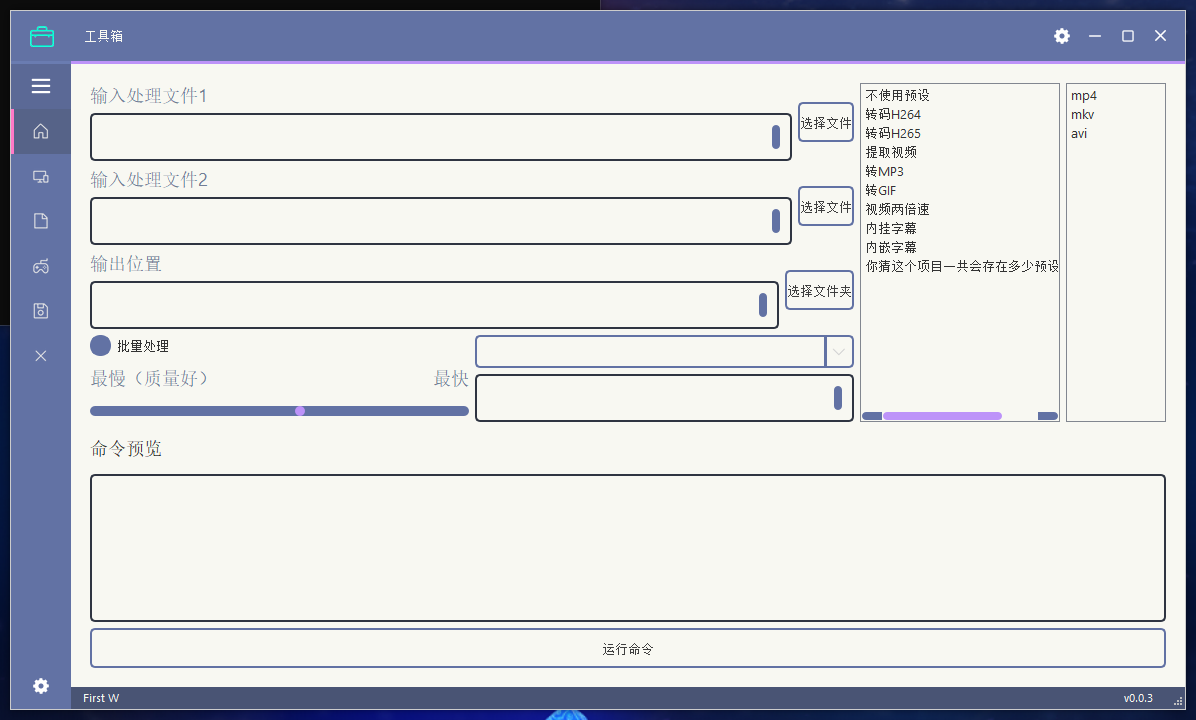 工具箱
输入处理文件1
选择文件
输入处理文件2
选择文件
输出位置
选择文件夹
批量处理
最慢（质量好）
最快
不使用预设
转码H264
转码H265
提取视频
转MP3
转GIF
视频两倍速
内挂字幕
内嵌字幕
你猜这个项目一共会存在多少预设
mp4
mkv
avi
命令预览
运行命令
First W
v0.0.3